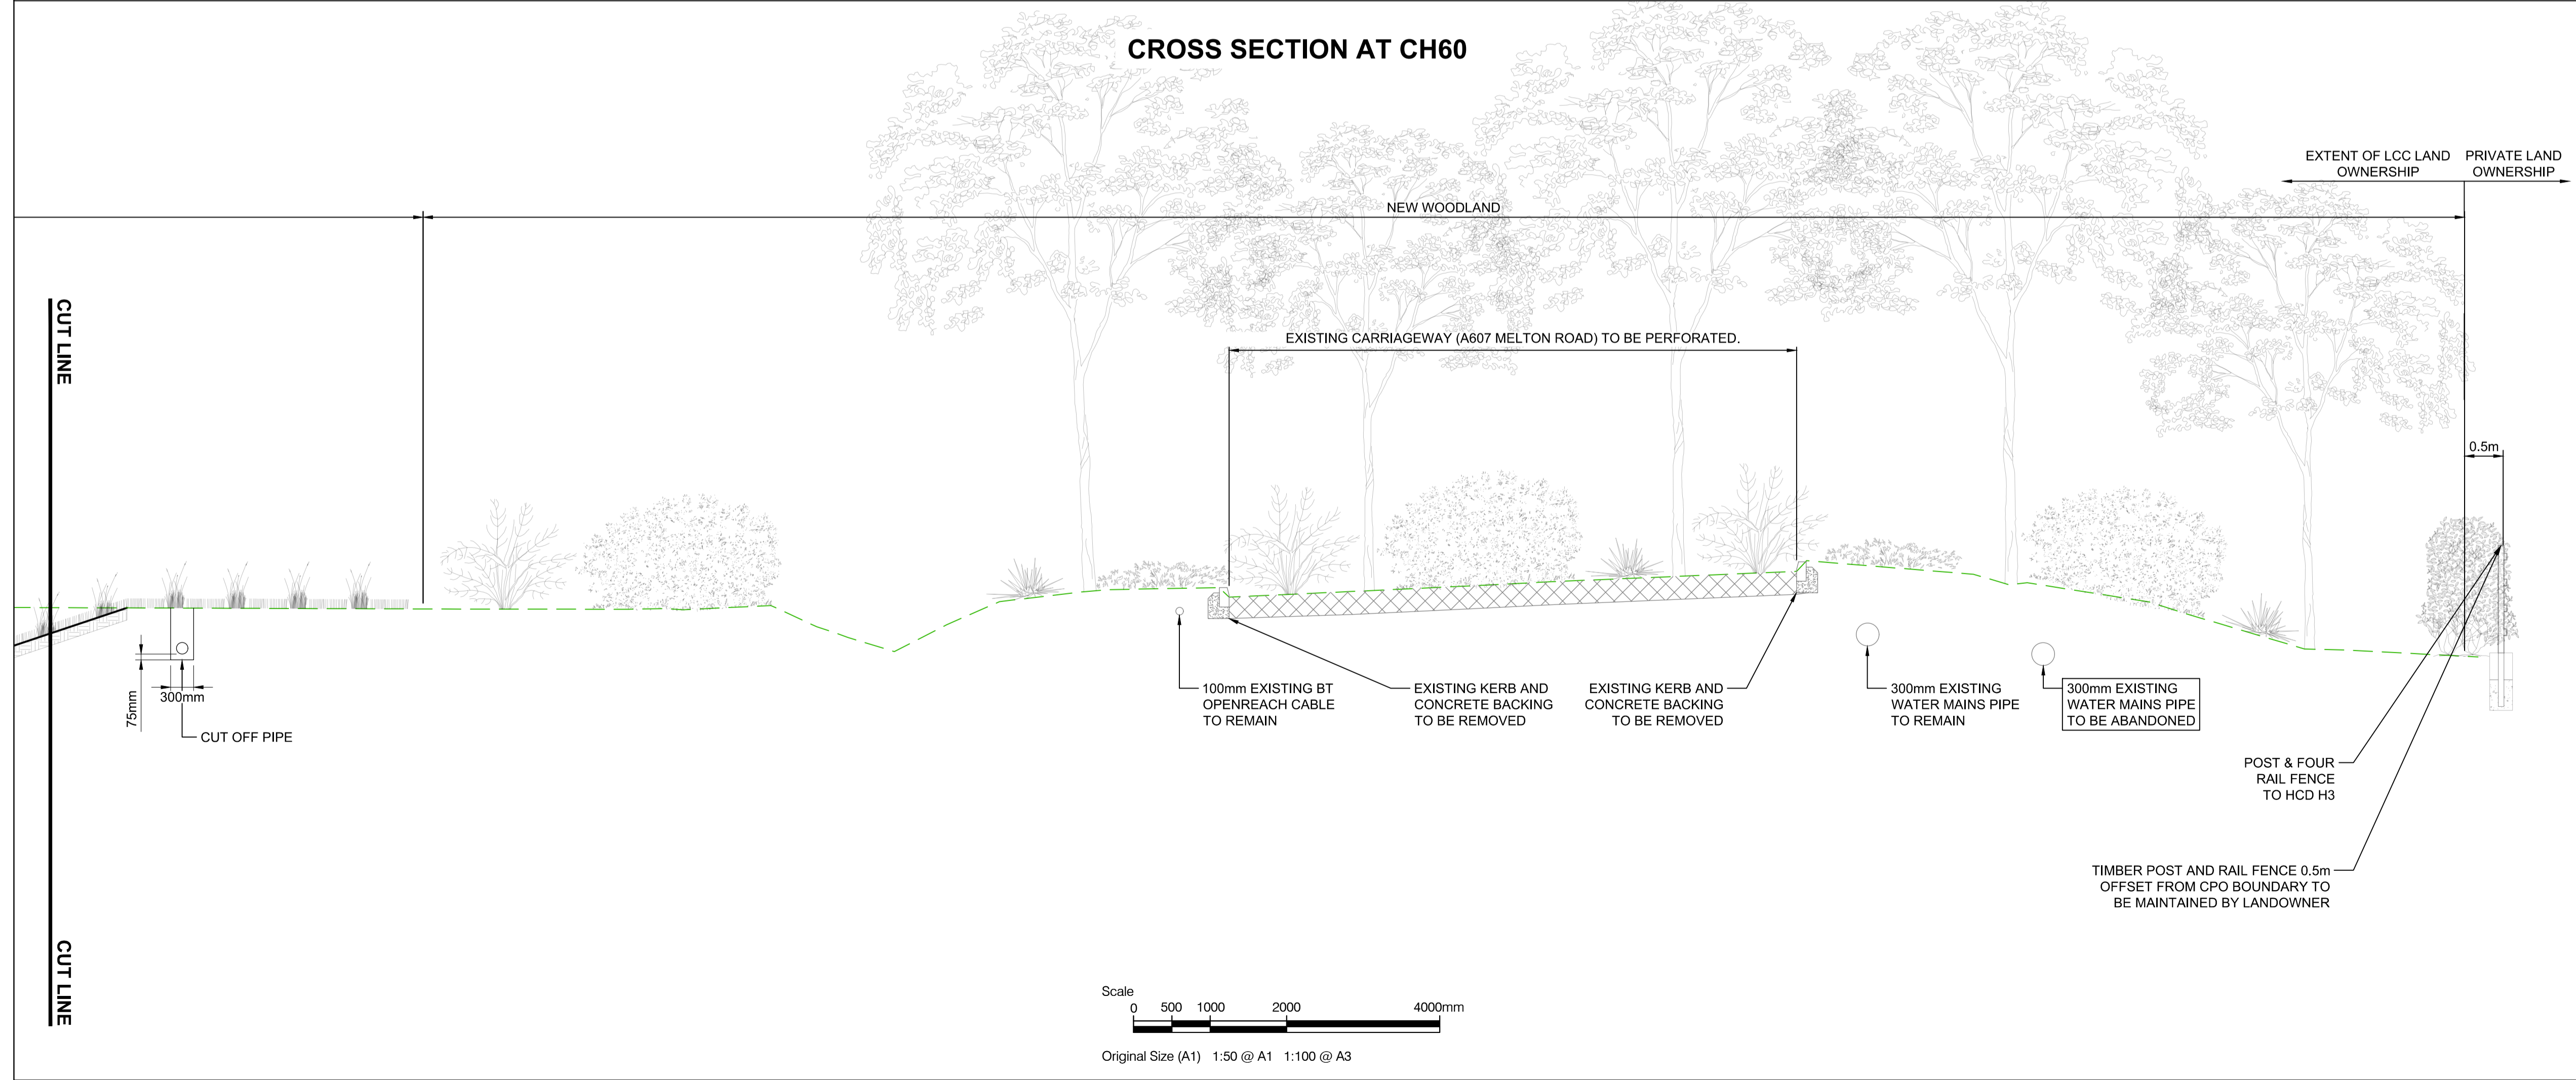 CROSS SECTION AT CH60
EXTENT OF LCC LAND
OWNERSHIP
PRIVATE LAND
OWNERSHIP
NEW WOODLAND
CUT LINE
EXISTING CARRIAGEWAY (A607 MELTON ROAD) TO BE PERFORATED.
0.5m
75mm
300mm
CUT OFF PIPE
100mm EXISTING BT
OPENREACH CABLE
TO REMAIN
EXISTING KERB AND
CONCRETE BACKING
TO BE REMOVED
EXISTING KERB AND
CONCRETE BACKING
TO BE REMOVED
300mm EXISTING
WATER MAINS PIPE
TO REMAIN
300mm EXISTING
WATER MAINS PIPE
TO BE ABANDONED
POST & FOUR
RAIL FENCE
TO HCD H3
TIMBER POST AND RAIL FENCE 0.5m
OFFSET FROM CPO BOUNDARY TO
BE MAINTAINED BY LANDOWNER
CUT LINE
Scale
0 500 1000 2000 4000mm
Original Size (A1) 1:50 @ A1 1:100 @ A3